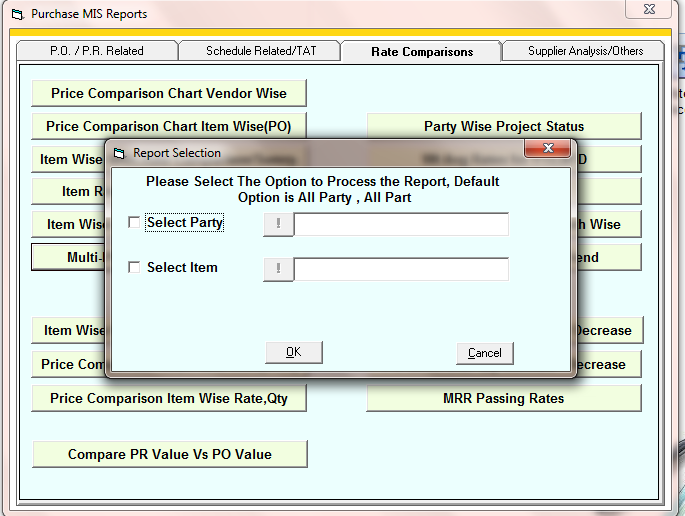 Purchase MIS Reports
P.O. / P.R. Related
Schedule Related/TAT
Rate Comparisons
Supplier Analysis/Others
Price Comparison Chart Vendor Wise
Price Comparison Chart Item Wise(PO)
Party Wise Project Status
Item Wise
D
Item R
Item Wise
h Wise
Multi-
end
Report Selection
Please Select The Option to Process the Report, Default
Option is All Party , All Part
Select Party
!
Select Item
!
OK
Cancel
Item Wise
Decrease
Price Com
ecrease
Price Comparison Item Wise Rate,Qty
MRR Passing Rates
Compare PR Value Vs PO Value